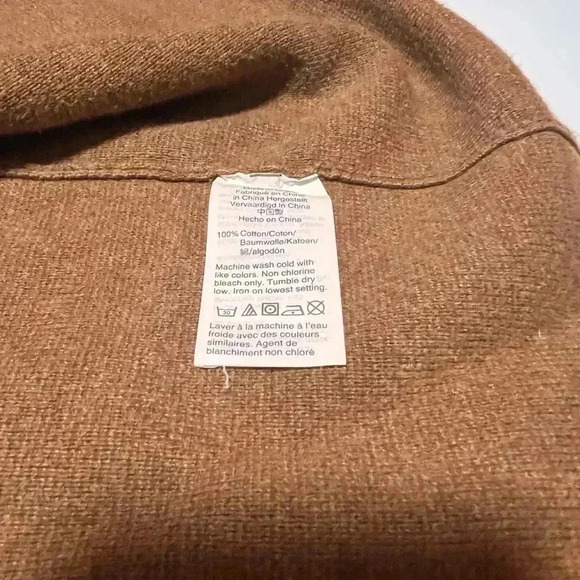 Fabriqué en Chine
in China Hergestellt
Vervaardigd in China
中国製
Hecho en China
100% Cotton/Coton/
Baumwolle/Katoen/
綿/algodón
Machine wash cold with
like colors. Non chlorine
bleach only. Tumble dry
low. Iron on lowest setting.
30
Laver à la machine à l'eau
froide avec des couleurs
similaires. Agent de
blanchiment non chloré